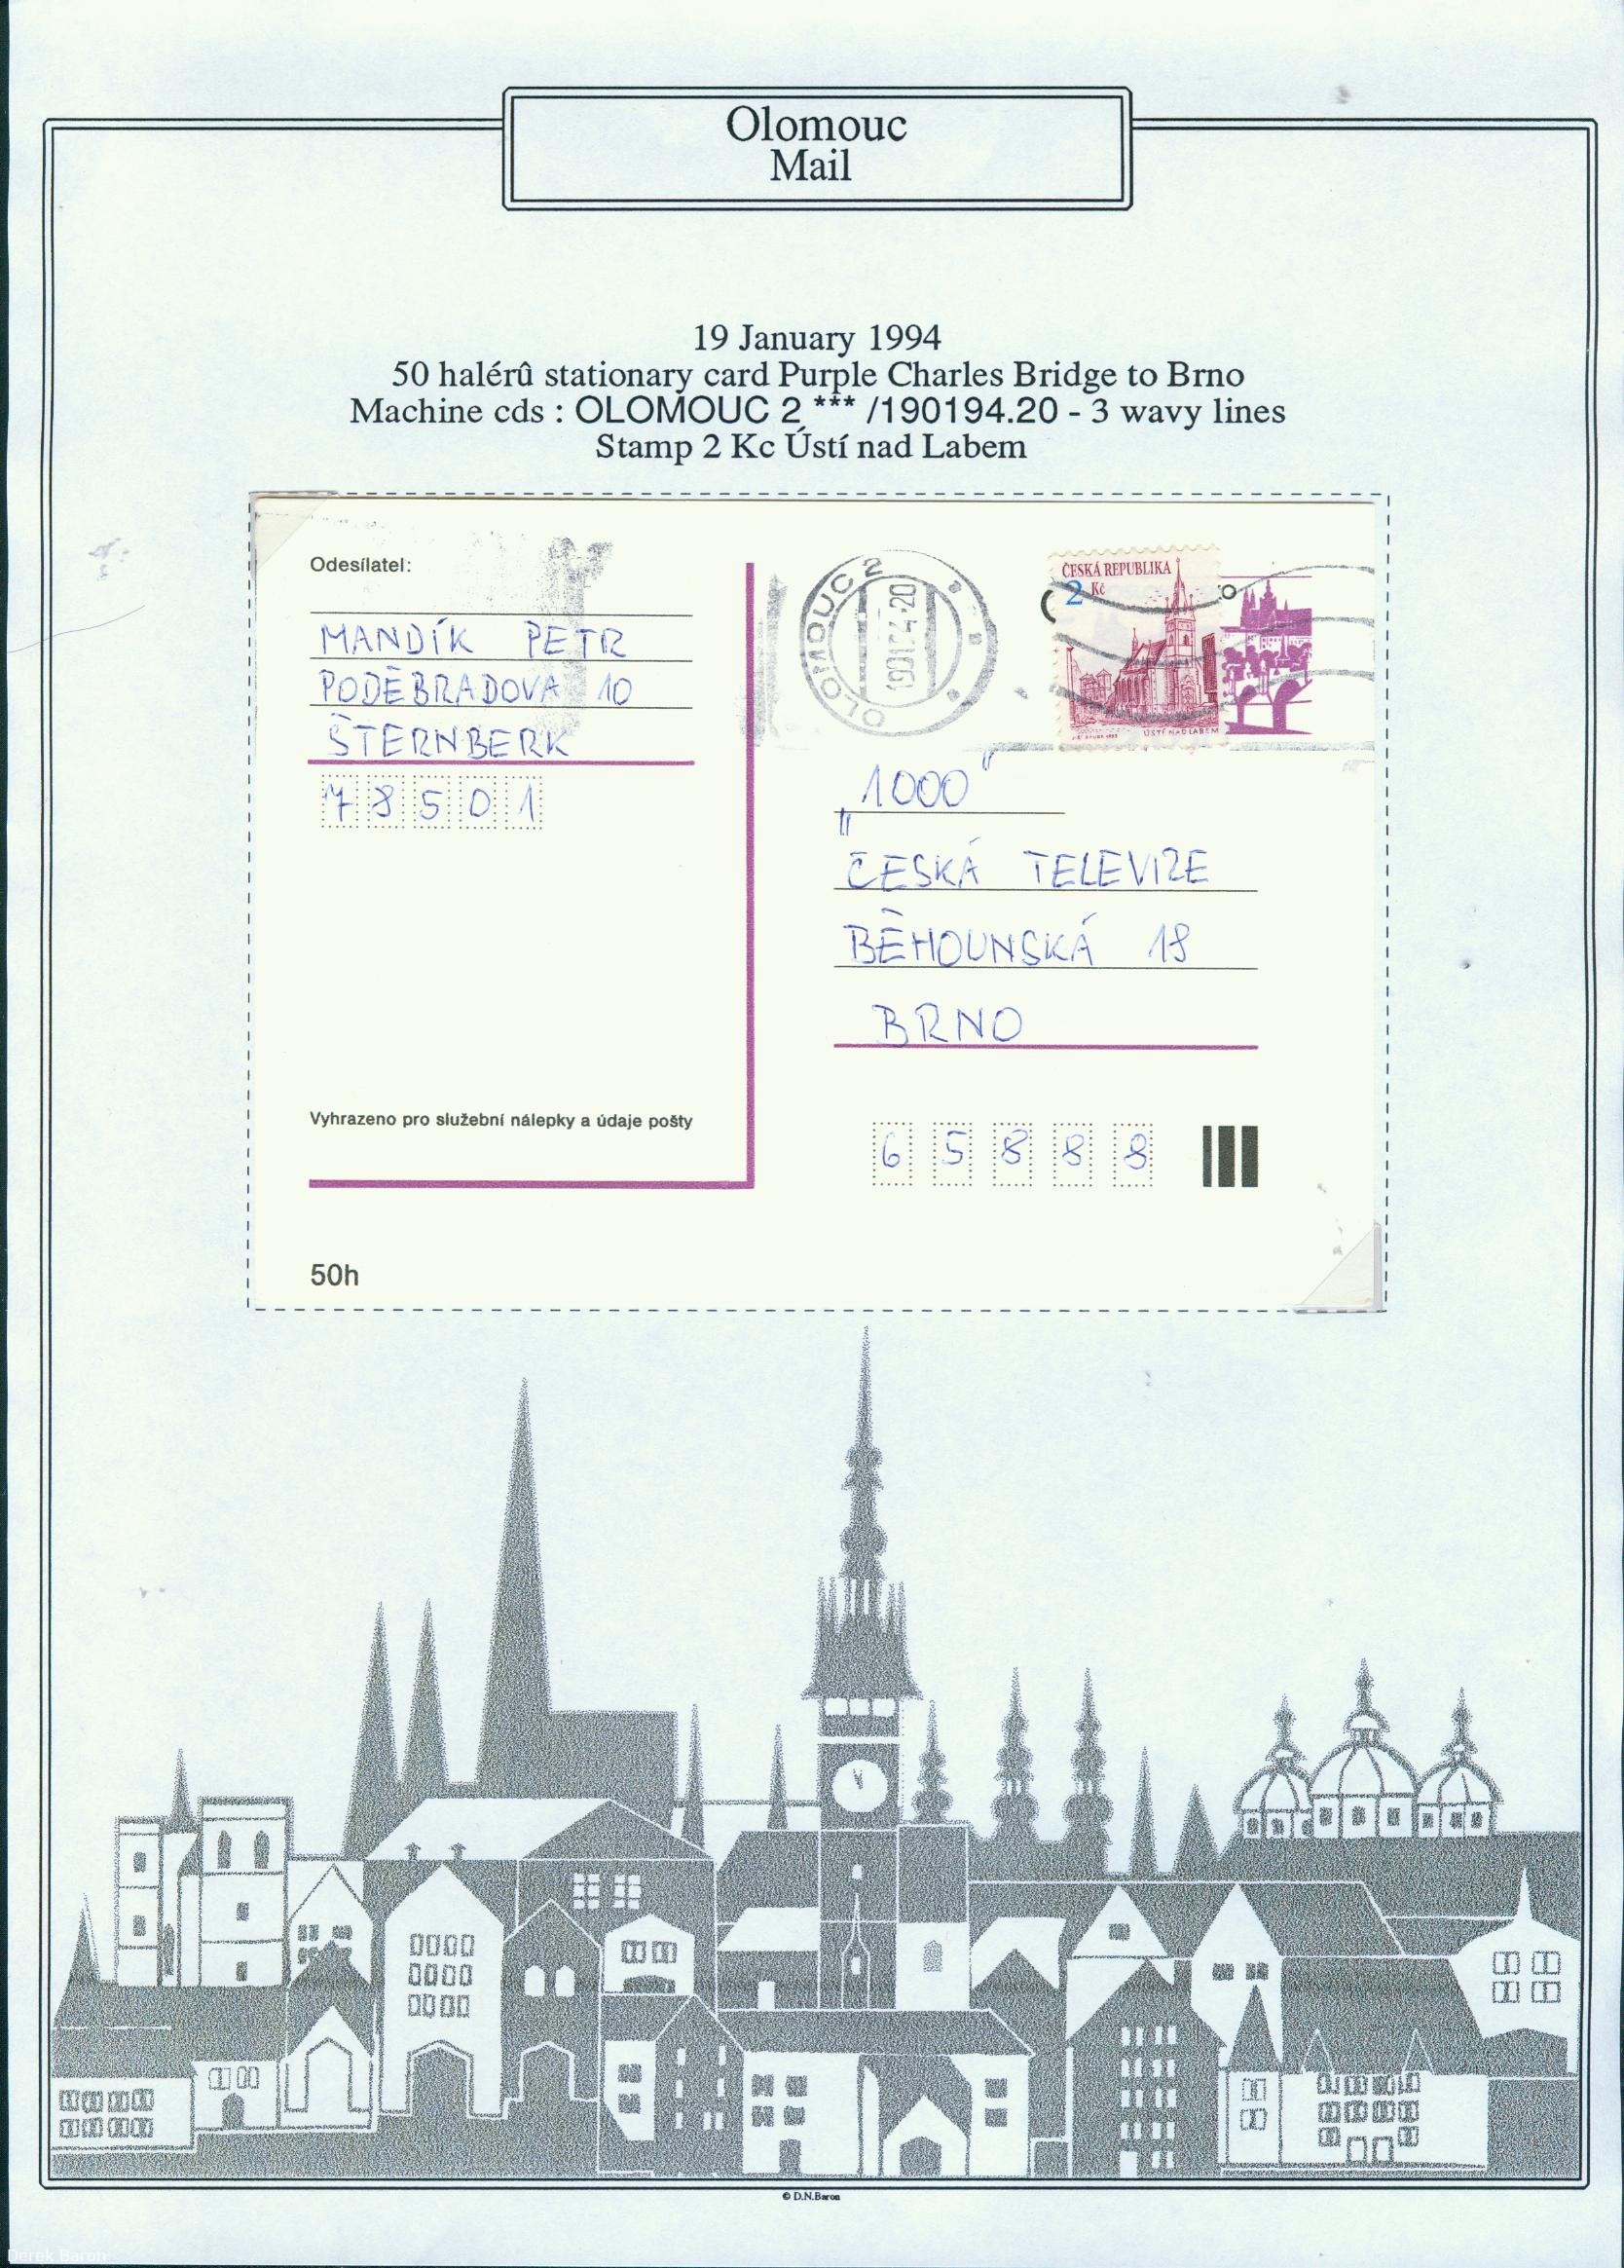 Olomouc
Mail
19 January 1994
50 halérû stationary card Purple Charles Bridge to Brno
Machine cds : OLOMOUC 2 *** /190194.20 - 3 wavy lines
Stamp 2 Kc Ústí nad Labem
Odesílatel:
MANDÍK PETR
PODĚBRADOVA 10
ŠTERNBERK
78501
OLOMOUC 2
190194-20
ČESKÁ REPUBLIKA
2 Kč
ÚSTÍ NAD LABEM
„1000"
ČESKÁ TELEVIZE
BĚHOUNSKÁ 18
BRNO
65888
Vyhrazeno pro služební nálepky a údaje pošty
50h
© D.N.Baron
Derek Baron